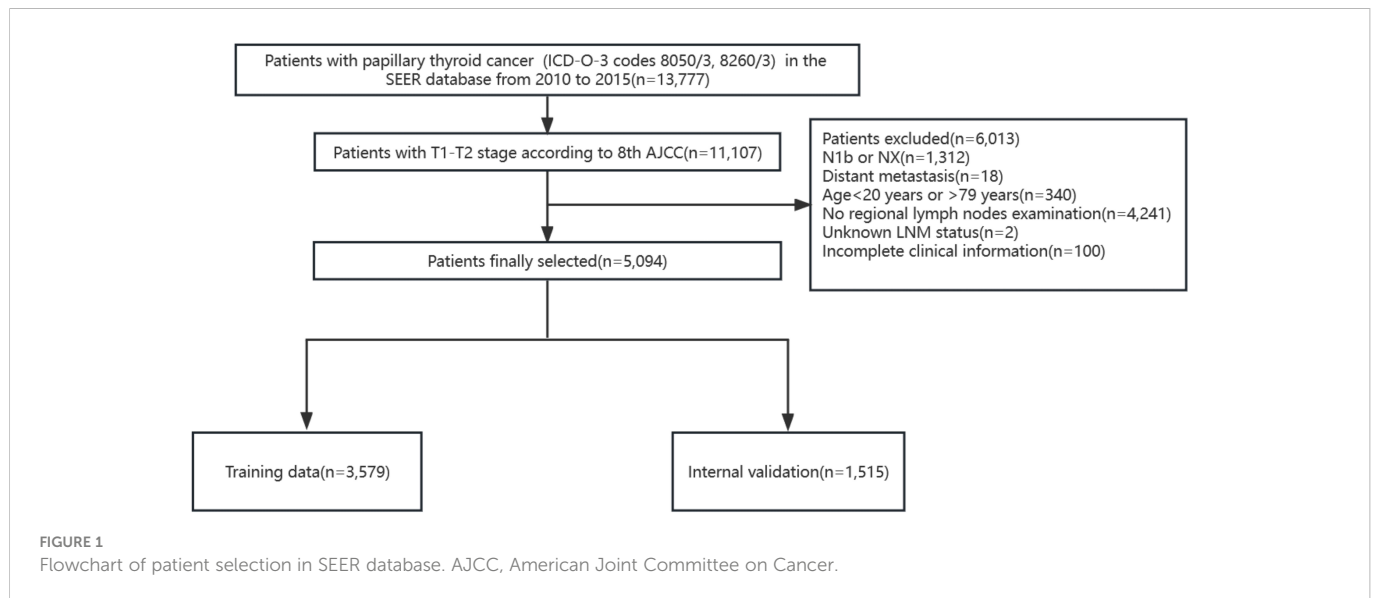 Patients with papillary thyroid cancer (ICD-O-3 codes 8050/3, 8260/3) in the
SEER database from 2010 to 2015(n=13,777)
Patients with T1-T2 stage according to 8th AJCC(n=11,107)
Patients excluded(n=6,013)
N1b or NX(n=1,312)
Distant metastasis(n=18)
Age<20 years or >79 years(n=340)
No regional lymph nodes examination(n=4,241)
Unknown LNM status(n=2)
Incomplete clinical information(n=100)
Patients finally selected(n=5,094)
Training data(n=3,579)
Internal validation(n=1,515)
FIGURE 1
Flowchart of patient selection in SEER database. AJCC, American Joint Committee on Cancer.